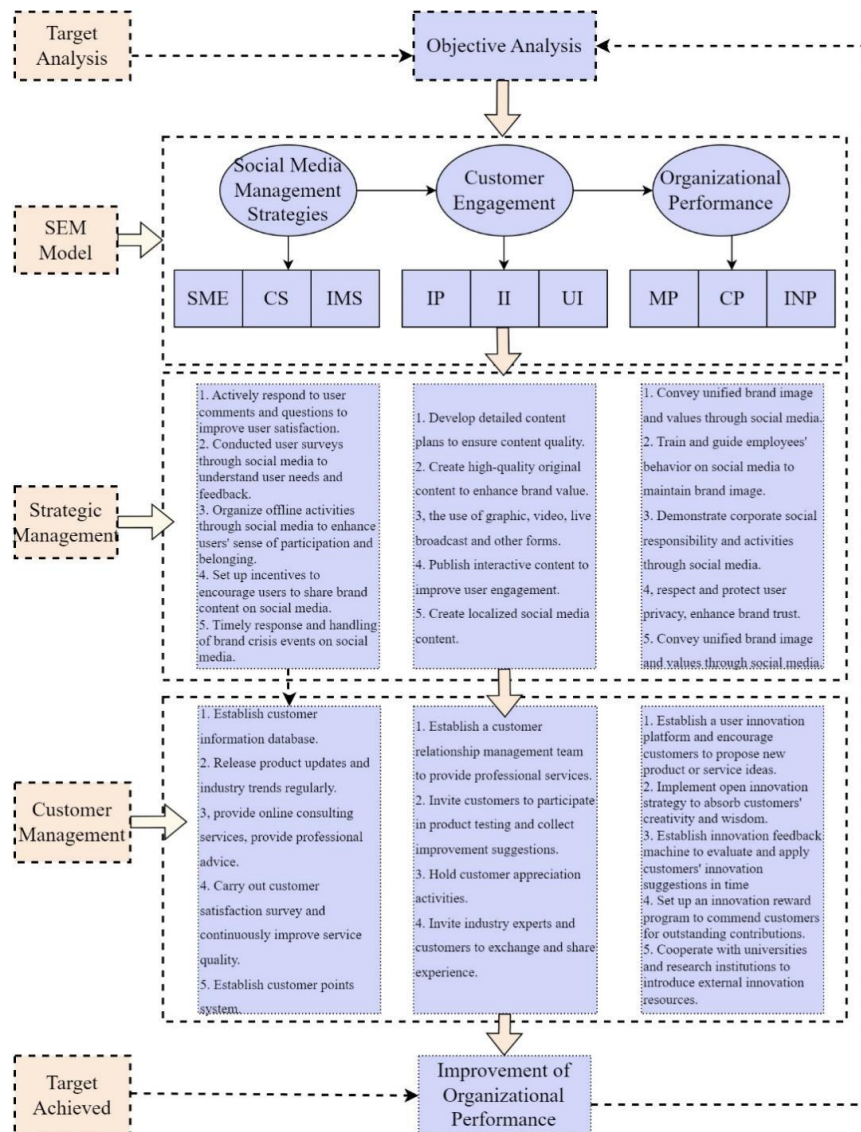 Target
Analysis
Objective Analysis
SEM
Model
Social Media
Management
Strategies
Customer
Engagement
Organizational
Performance
SME
CS
IMS
IP
II
UI
MP
CP
INP
Strategic
Management
1. Actively respond to user
comments and questions to
improve user satisfaction.
2. Conducted user surveys
through social media to
understand user needs and
feedback.
3. Organize offline activities
through social media to enhance
users' sense of participation and
belonging.
4. Set up incentives to
encourage users to share brand
content on social media.
5. Timely response and handling
of brand crisis events on social
media.
1. Develop detailed content
plans to ensure content quality.
2. Create high-quality original
content to enhance brand value.
3, the use of graphic, video, live
broadcast and other forms.
4. Publish interactive content to
improve user engagement.
5. Create localized social media
content.
1. Convey unified brand image
and values through social media.
2. Train and guide employees'
behavior on social media to
maintain brand image.
3. Demonstrate corporate social
responsibility and activities
through social media.
4, respect and protect user
privacy, enhance brand trust.
5. Convey unified brand image
and values through social media.
Customer
Management
1. Establish customer
information database.
2. Release product updates and
industry trends regularly.
3, provide online consulting
services, provide professional
advice.
4. Carry out customer
satisfaction survey and
continuously improve service
quality.
5. Establish customer points
system.
1. Establish a customer
relationship management team
to provide professional services.
2. Invite customers to participate
in product testing and collect
improvement suggestions.
3. Hold customer appreciation
activities.
4. Invite industry experts and
customers to exchange and share
experience.
1. Establish a user innovation
platform and encourage
customers to propose new
product or service ideas.
2. Implement open innovation
strategy to absorb customers'
creativity and wisdom.
3. Establish innovation feedback
machine to evaluate and apply
customers' innovation
suggestions in time
4. Set up an innovation reward
program to commend customers
for outstanding contributions.
5. Cooperate with universities
and research institutions to
introduce external innovation
resources.
Target
Achieved
Improvement of
Organizational
Performance